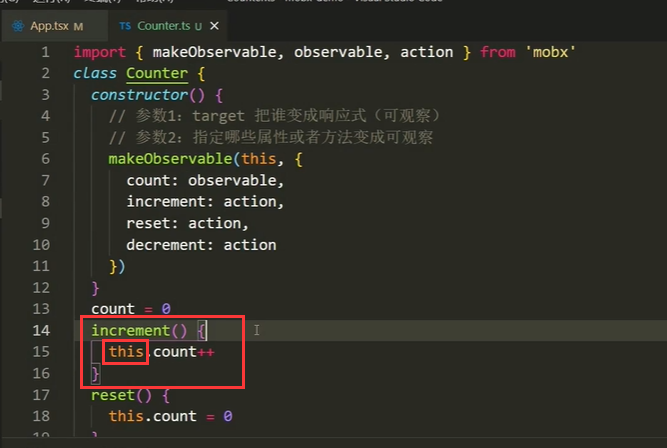 App.tsx M
TS Counter.ts U ×
1 import { makeObservable, observable, action } from 'mobx'
2 class Counter {
3 constructor() {
4 // 参数1：target 把谁变成响应式（可观察）
5 // 参数2：指定哪些属性或者方法变成可观察
6 makeObservable(this, {
7 count: observable,
8 increment: action,
9 reset: action,
10 decrement: action
11 })
12 }
13 count = 0
14 increment() {
15 this.count++
16 }
17 reset() {
18 this.count = 0